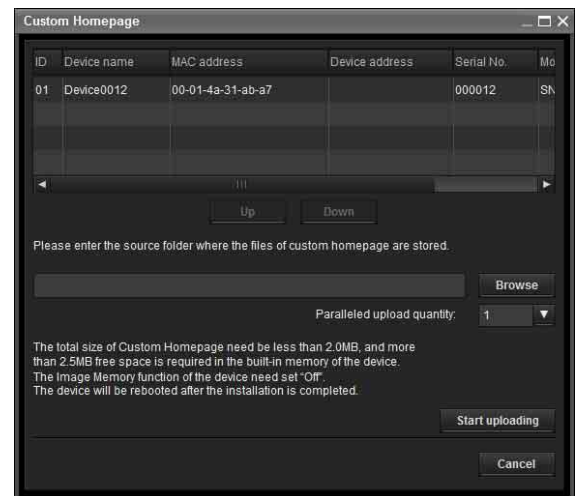 Custom Homepage
ID Device name MAC address Device address Serial No. Mo
01 Device0012 00-01-4a-31-ab-a7 000012 SN
Up Down
Please enter the source folder where the files of custom homepage are stored.
Browse
Paralleled upload quantity: 1
The total size of Custom Homepage need be less than 2.0MB, and more
than 2.5MB free space is required in the built-in memory of the device.
The Image Memory function of the device need set "Off".
The device will be rebooted after the installation is completed.
Start uploading
Cancel